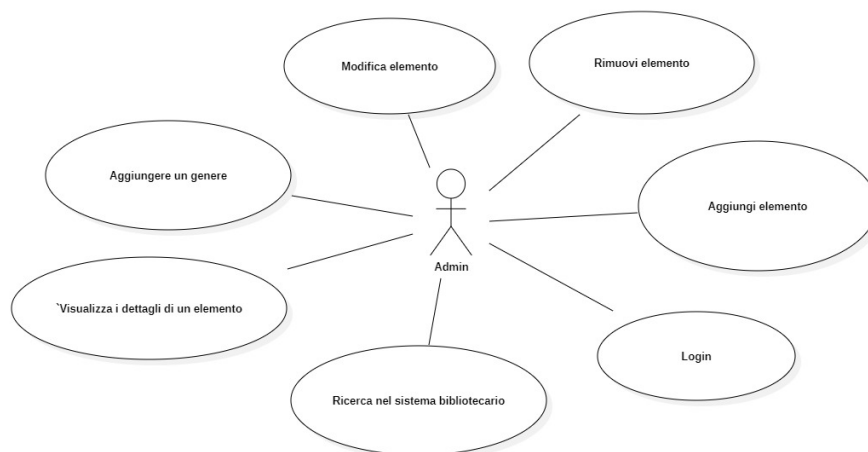 Modifica elemento
Rimuovi elemento
Aggiungere un genere
Aggiungi elemento
Admin
`Visualizza i dettagli di un elemento
Login
Ricerca nel sistema bibliotecario